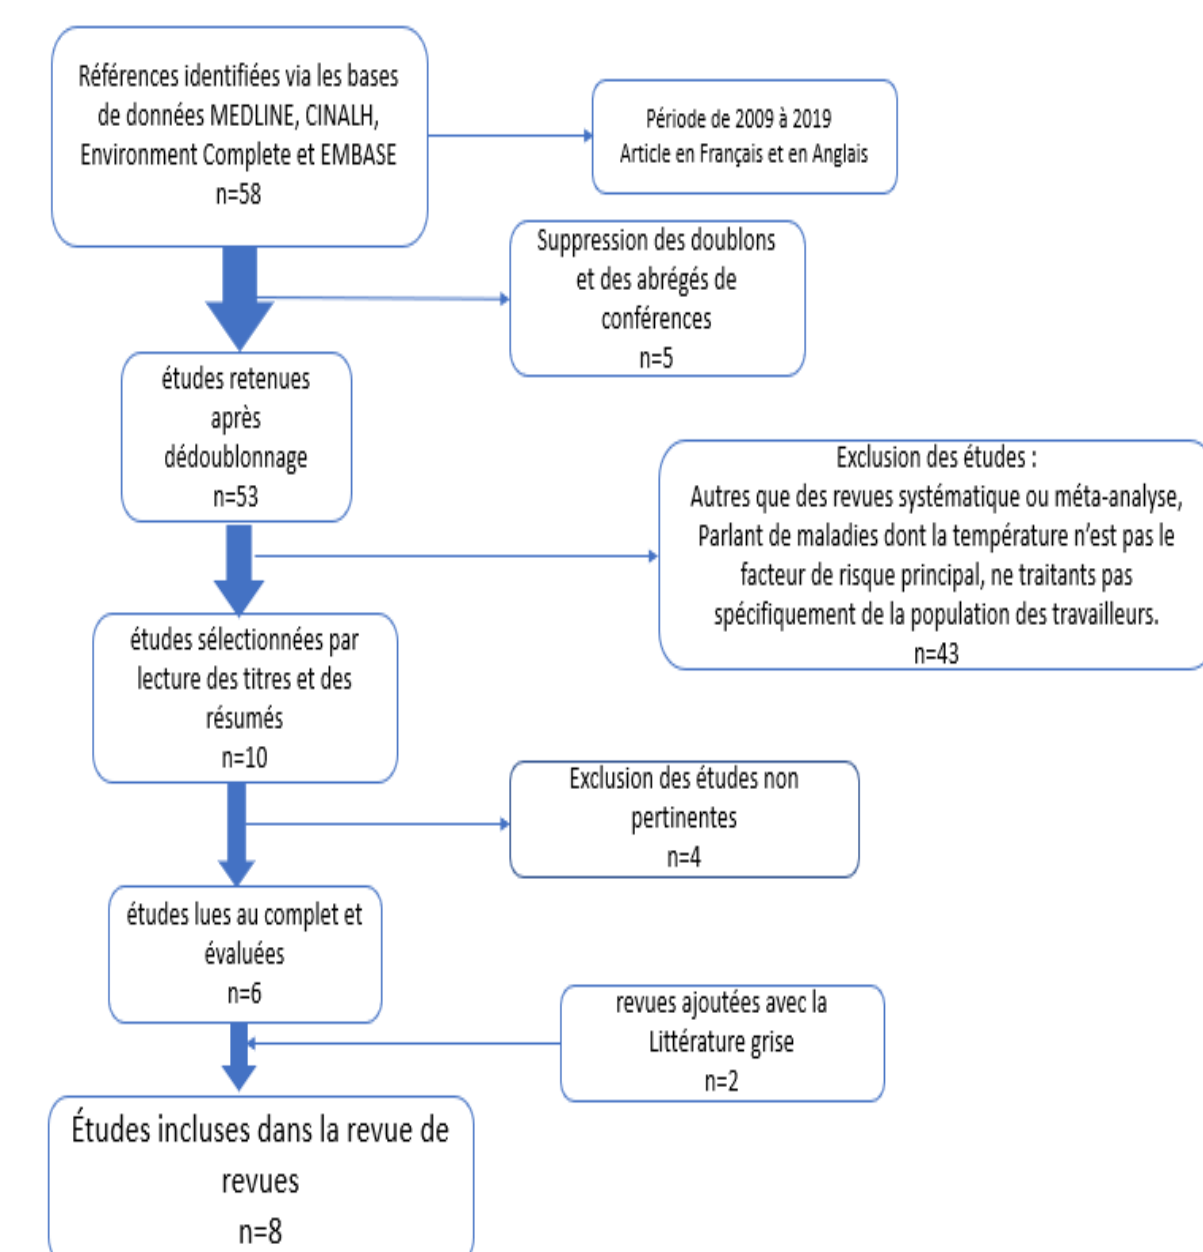 Références identifiées via les bases
de données MEDLINE, CINALH,
Environment Complete et EMBASE
n=58
Période de 2009 à 2019
Article en Français et en Anglais
Suppression des doublons
et des abrégés de
conférences
n=5
études retenues
après
dédoublonnage
n=53
Exclusion des études :
Autres que des revues systématique ou méta-analyse,
Parlant de maladies dont la température n’est pas le
facteur de risque principal, ne traitants pas
spécifiquement de la population des travailleurs.
n=43
études sélectionnées par
lecture des titres et des
résumés
n=10
Exclusion des études non
pertinentes
n=4
études lues au complet et
évaluées
n=6
revues ajoutées avec la
Littérature grise
n=2
Études incluses dans la revue de
revues
n=8